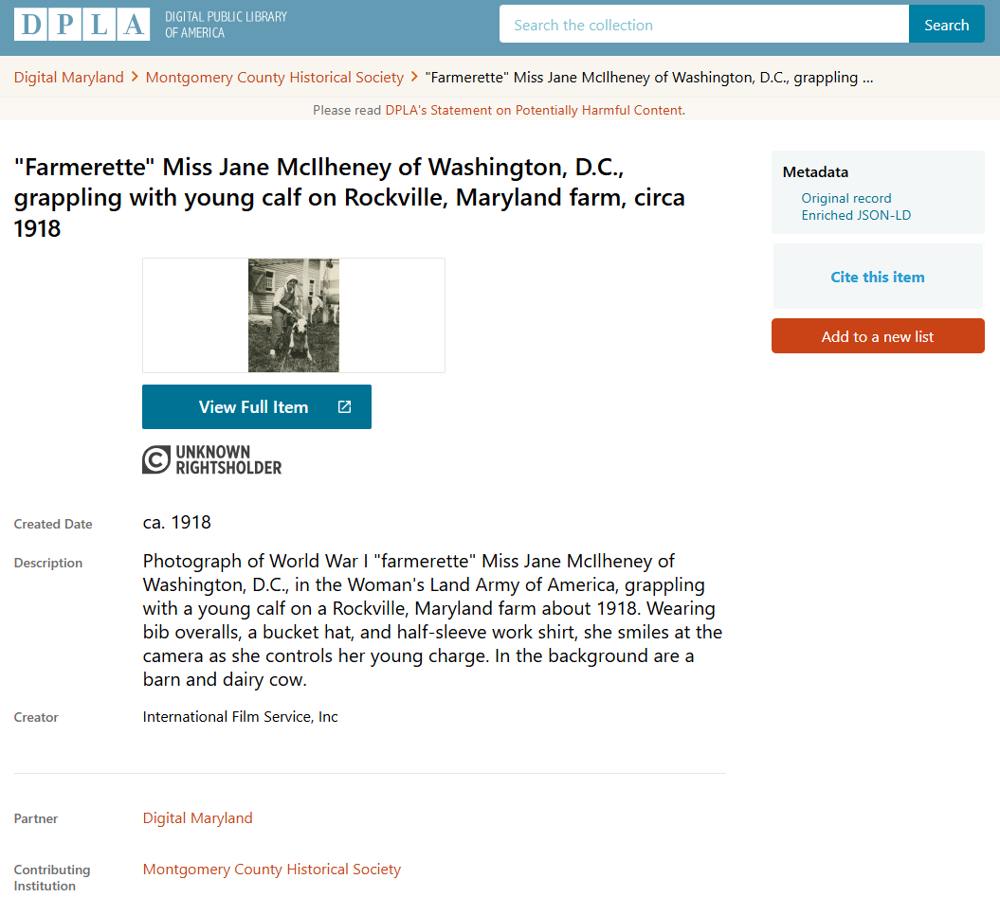 DPLA DIGITAL PUBLIC LIBRARY
OF AMERICA
Search the collection
Search
Digital Maryland > Montgomery County Historical Society > "Farmerette" Miss Jane McIlheney of Washington, D.C., grappling ...
Please read DPLA's Statement on Potentially Harmful Content.
"Farmerette" Miss Jane McIlheney of Washington, D.C.,
grappling with young calf on Rockville, Maryland farm, circa
1918
View Full Item
UNKNOWN
RIGHTSHOLDER
Created Date ca. 1918
Description Photograph of World War I "farmerette" Miss Jane McIlheney of
Washington, D.C., in the Woman's Land Army of America, grappling
with a young calf on a Rockville, Maryland farm about 1918. Wearing
bib overalls, a bucket hat, and half-sleeve work shirt, she smiles at the
camera as she controls her young charge. In the background are a
barn and dairy cow.
Creator International Film Service, Inc
Partner Digital Maryland
Contributing Montgomery County Historical Society
Institution
Metadata
Original record
Enriched JSON-LD
Cite this item
Add to a new list